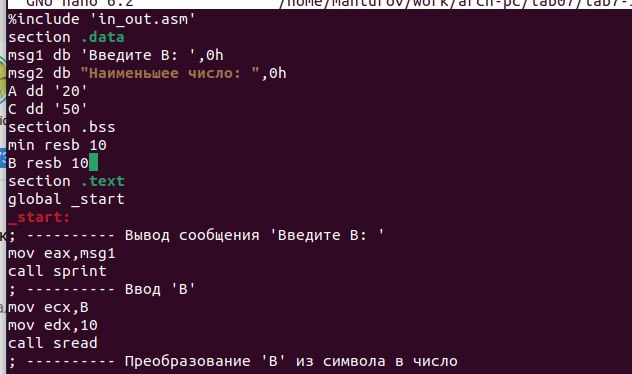 GNU nano 6.2 /home/manturov/work/arch-pc/lab07/lab7-
%include 'in_out.asm'
section .data
msg1 db 'Введите B: ',0h
msg2 db "Наименьшее число: ",0h
A dd '20'
C dd '50'
section .bss
min resb 10
B resb 10
section .text
global _start
_start:
; ---------- Вывод сообщения 'Введите B: '
mov eax,msg1
call sprint
; ---------- Ввод 'B'
mov ecx,B
mov edx,10
call sread
; ---------- Преобразование 'B' из символа в число